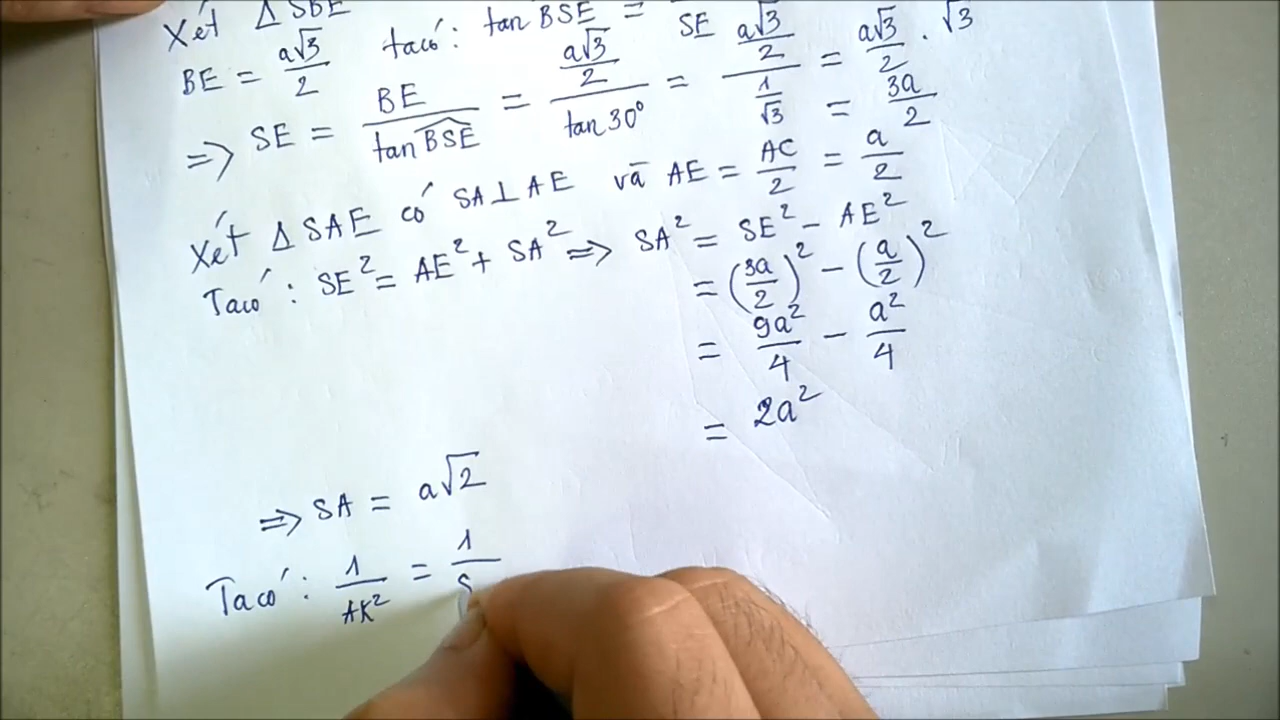 Xét Δ SBE
BE = a√3/2 ta có: tan BSE = SE
=> SE = BE/tan BSE = (a√3/2)/tan 30° = (a√3/2)/(1/√3) = a√3/2 . √3
= 3a/2
Xét Δ SAE có SA ⊥ AE và AE = AC/2 = a/2
Ta có: SE² = AE² + SA² => SA² = SE² - AE²
= (3a/2)² - (a/2)²
= 9a²/4 - a²/4
= 2a²
=> SA = a√2
Ta có: 1/AK² = 1/S